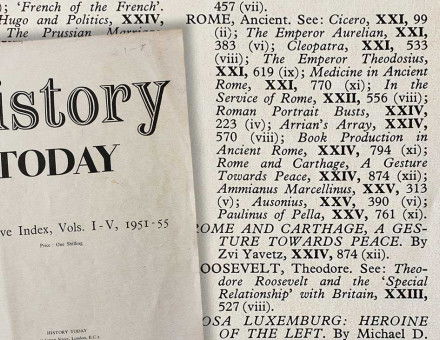 ; 'French of the French'.
Hugo and Politics, XXIV,
The Prussian Marriage
History
TODAY
ve Index, Vols. I-V, 1951-55
Price: One Shilling
HISTORY TODAY
457 (vii).
ROME, Ancient. See: Cicero, XXI, 99
(ii); The Emperor Aurelian, XXI,
383 (vi); Cleopatra, XXI, 533
(viii); The Emperor Theodosius,
XXI, 619 (ix); Medicine in Ancient
Rome, XXI, 770 (xi); In the
Service of Rome, XXII, 556 (viii);
Roman Portrait Busts, XXIV,
223 (iv); Arrian's Array, XXIV,
570 (viii); Book Production in
Ancient Rome, XXIV, 794 (xi);
Rome and Carthage, A Gesture
Towards Peace, XXIV, 874 (xii);
Ammianus Marcellinus, XXV, 313
(v); Ausonius, XXV, 390 (vi);
Paulinus of Pella, XXV, 761 (xi).
OME AND CARTHAGE, A GES-
TURE TOWARDS PEACE. By
Zvi Yavetz, XXIV, 874 (xii).
OOSEVELT, Theodore. See: Theo-
dore Roosevelt and the 'Special
Relationship' with Britain, XXIII,
527 (viii).
OSA LUXEMBURG: HEROINE
OF THE LEFT. By Michael D.